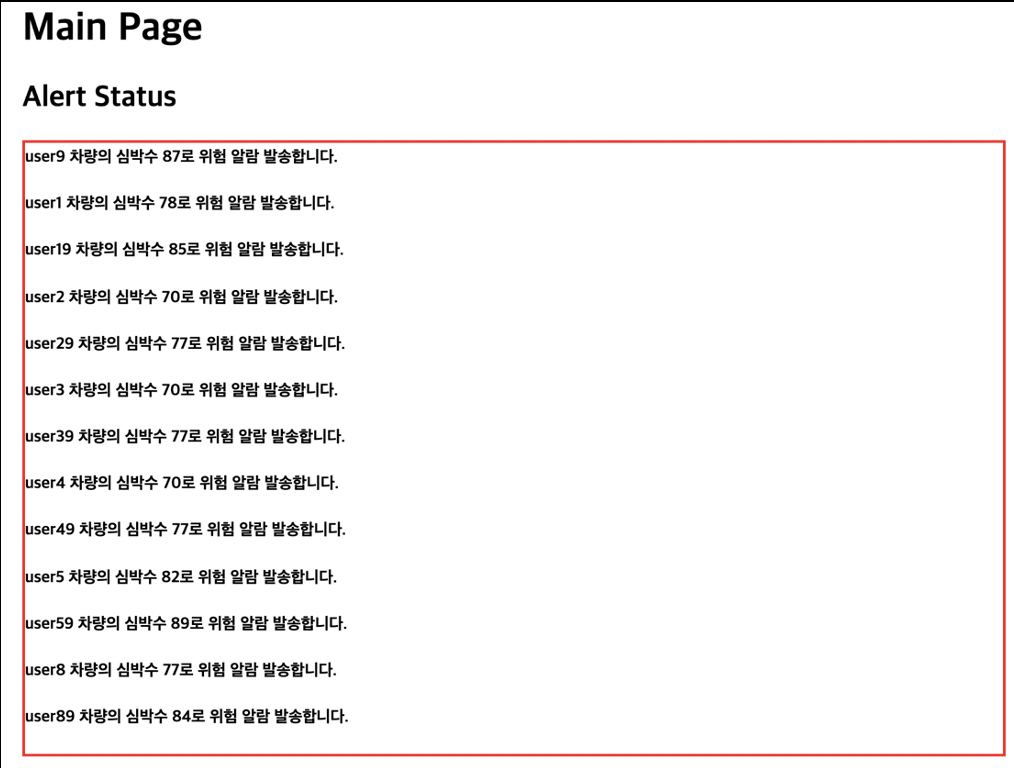 Main Page
Alert Status
user9 차량의 심박수 87로 위험 알람 발송합니다.
user1 차량의 심박수 78로 위험 알람 발송합니다.
user19 차량의 심박수 85로 위험 알람 발송합니다.
user2 차량의 심박수 70로 위험 알람 발송합니다.
user29 차량의 심박수 77로 위험 알람 발송합니다.
user3 차량의 심박수 70로 위험 알람 발송합니다.
user39 차량의 심박수 77로 위험 알람 발송합니다.
user4 차량의 심박수 70로 위험 알람 발송합니다.
user49 차량의 심박수 77로 위험 알람 발송합니다.
user5 차량의 심박수 82로 위험 알람 발송합니다.
user59 차량의 심박수 89로 위험 알람 발송합니다.
user8 차량의 심박수 77로 위험 알람 발송합니다.
user89 차량의 심박수 84로 위험 알람 발송합니다.